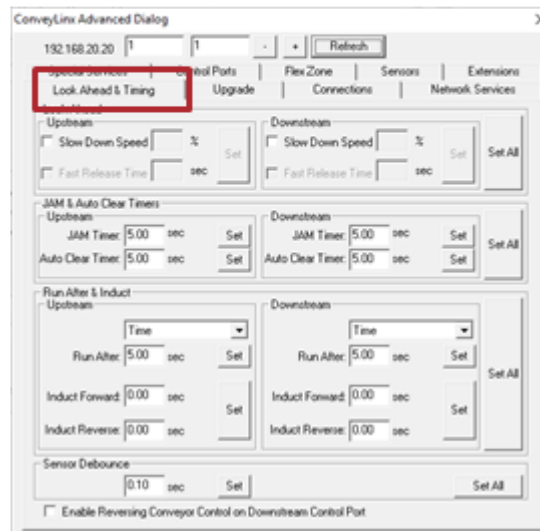 ConveyLinx Advanced Dialog
192.168.20.20 1 1 - + Refresh
Special Services Control Ports Flex Zone Sensors Extensions
Look Ahead & Timing Upgrade Connections Network Services
Look Ahead
Upstream Downstream
Slow Down Speed % Set Slow Down Speed % Set Set All
Fast Release Time sec Fast Release Time sec
JAM & Auto Clear Timers
Upstream Downstream
JAM Timer: 5.00 sec Set JAM Timer: 5.00 sec Set Set All
Auto Clear Timer: 5.00 sec Set Auto Clear Timer: 5.00 sec Set
Run After & Induct
Upstream Downstream
Time Time
Run After: 5.00 sec Set Run After: 5.00 sec Set Set All
Induct Forward: 0.00 sec Set Induct Forward: 0.00 sec Set
Induct Reverse: 0.00 sec Induct Reverse: 0.00 sec
Sensor Debounce
0.10 sec Set Set All
Enable Reversing Conveyor Control on Downstream Control Port